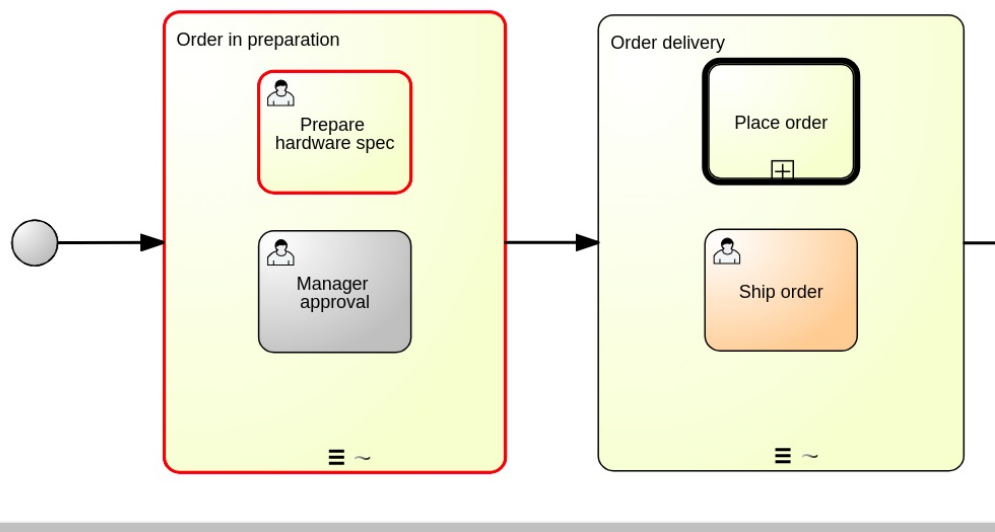 Order in preparation
Prepare
hardware spec
Manager
approval
Order delivery
Place order
Ship order